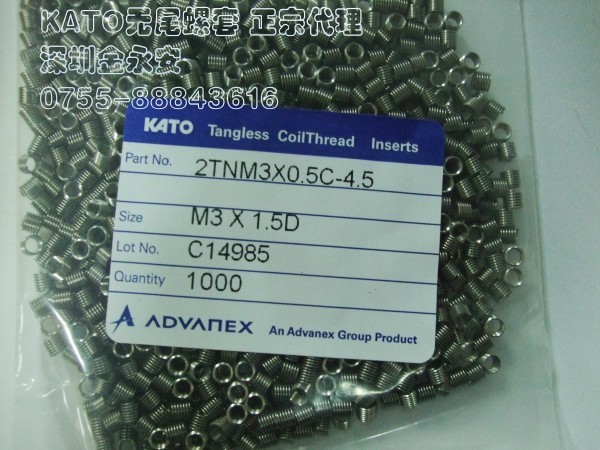 KATO无尾螺套 正宗代理
深圳金永安
0755-88843616
KATO Tangless CoilThread Inserts
Part No. 2TNM3X0.5C-4.5
Size M3 X 1.5D
Lot No. C14985
Quantity 1000
ADVANEX An Advanex Group Product